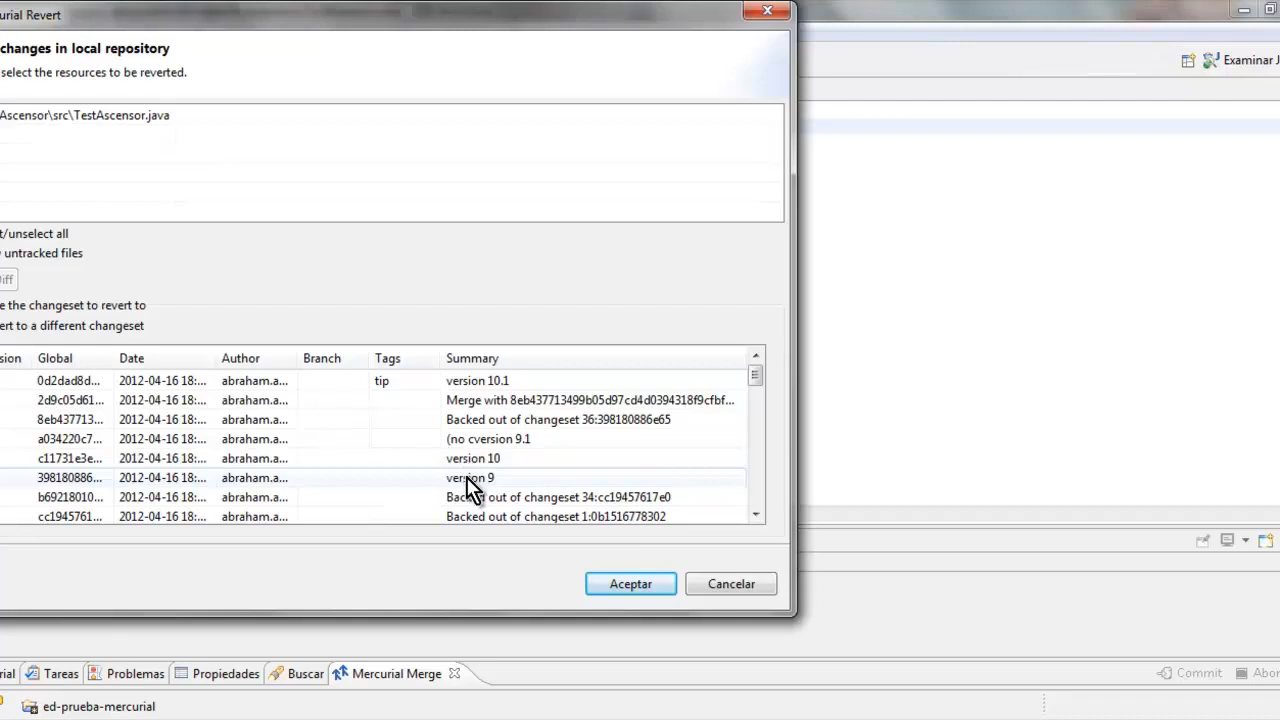 urial Revert
changes in local repository
select the resources to be reverted.
Examinar J
Ascensor\src\TestAscensor.java
t/unselect all
untracked files
iff
e the changeset to revert to
ert to a different changeset
sion Global Date Author Branch Tags Summary
0d2dad8d... 2012-04-16 18:... abraham.a... tip version 10.1
2d9c05d61... 2012-04-16 18:... abraham.a... Merge with 8eb437713499b05d97cd4d0394318f9cfbf...
8eb437713... 2012-04-16 18:... abraham.a... Backed out of changeset 36:398180886e65
a034220c7... 2012-04-16 18:... abraham.a... (no cversion 9.1
c11731e3e... 2012-04-16 18:... abraham.a... version 10
398180886... 2012-04-16 18:... abraham.a... version 9
b69218010... 2012-04-16 18:... abraham.a... Backed out of changeset 34:cc19457617e0
cc1945761... 2012-04-16 18:... abraham.a... Backed out of changeset 1:0b1516778302
Aceptar Cancelar
rial Tareas Problemas Propiedades Buscar Mercurial Merge Commit Abor
ed-prueba-mercurial